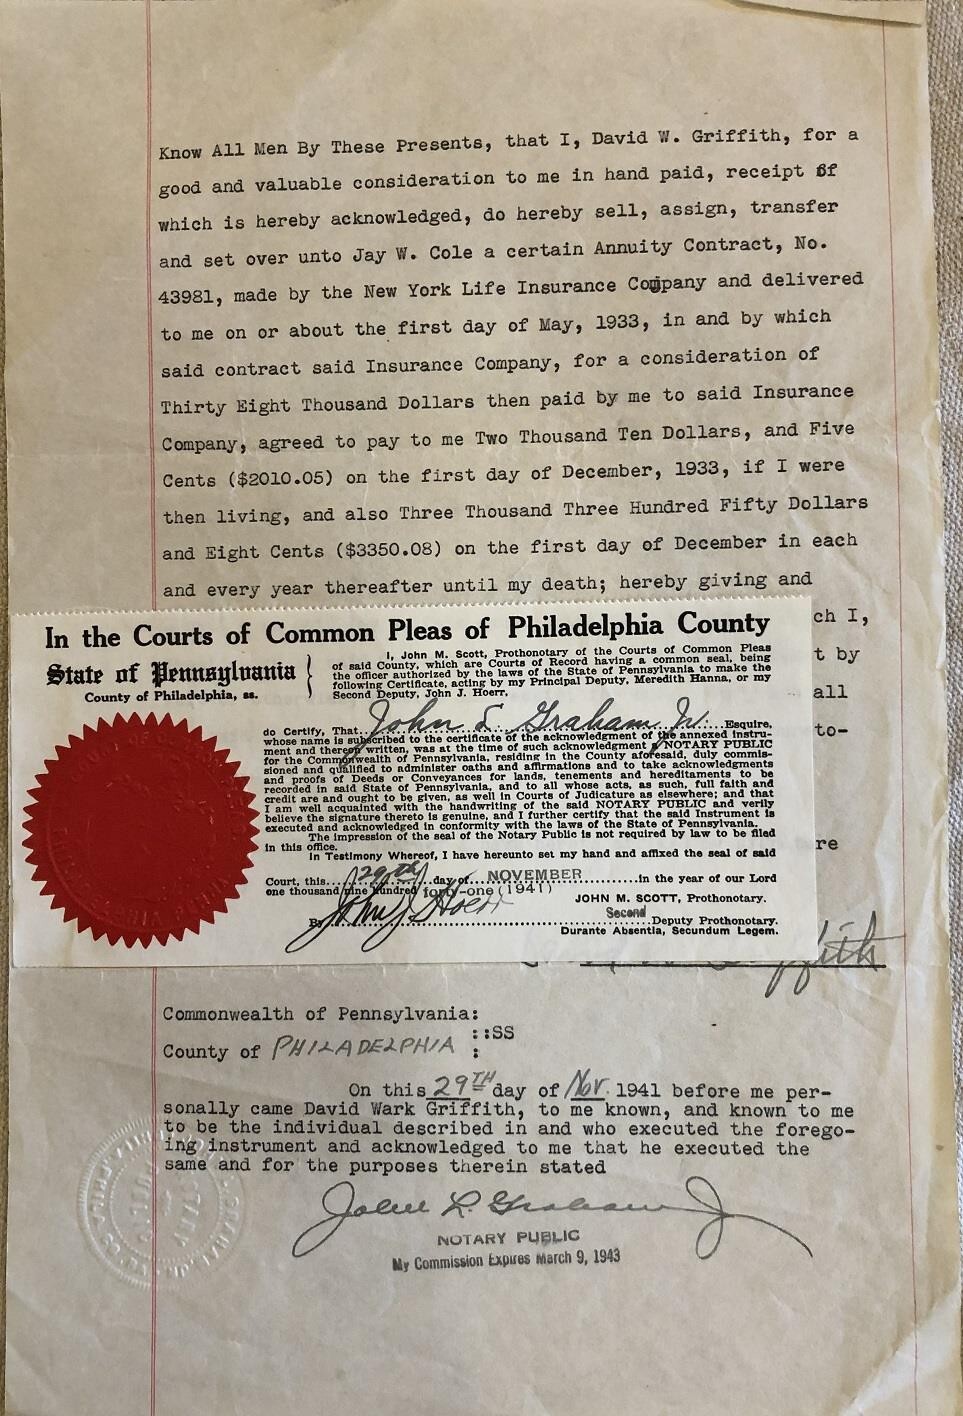 Know All Men By These Presents, that I, David W. Griffith, for a
good and valuable consideration to me in hand paid, receipt of
which is hereby acknowledged, do hereby sell, assign, transfer
and set over unto Jay W. Cole a certain Annuity Contract, No.
43981, made by the New York Life Insurance Company and delivered
to me on or about the first day of May, 1933, in and by which
said contract said Insurance Company, for a consideration of
Thirty Eight Thousand Dollars then paid by me to said Insurance
Company, agreed to pay to me Two Thousand Ten Dollars, and Five
Cents ($2010.05) on the first day of December, 1933, if I were
then living, and also Three Thousand Three Hundred Fifty Dollars
and Eight Cents ($3350.08) on the first day of December in each
and every year thereafter until my death; hereby giving and
ch I,
t by
all
to-
re
In the Courts of Common Pleas of Philadelphia County
State of Pennsylvania
County of Philadelphia, ss.
I, John M. Scott, Prothonotary of the Courts of Common Pleas
of said County, which are Courts of Record having a common seal, being
the officer authorized by the laws of the State of Pennsylvania to make the
following Certificate, acting by my Principal Deputy, Meredith Hanna, or my
Second Deputy, John J. Hoerr,
do Certify, That John L. Graham Jr. Esquire,
whose name is subscribed to the certificate of the acknowledgment of the annexed instru-
ment and thereon written, was at the time of such acknowledgment a NOTARY PUBLIC
for the Commonwealth of Pennsylvania, residing in the County aforesaid, duly commis-
sioned and qualified to administer oaths and affirmations and to take acknowledgments
and proofs of Deeds or Conveyances for lands, tenements and hereditaments to be
recorded in said State of Pennsylvania, and to all whose acts, as such, full faith and
credit are and ought to be given, as well in Courts of Judicature as elsewhere; and that
I am well acquainted with the handwriting of the said NOTARY PUBLIC and verily
believe the signature thereto is genuine, and I further certify that the said Instrument is
executed and acknowledged in conformity with the laws of the State of Pennsylvania.
The impression of the seal of the Notary Public is not required by law to be filed
in this office.
In Testimony Whereof, I have hereunto set my hand and affixed the seal of said
Court, this 29th day of NOVEMBER in the year of our Lord
one thousand nine hundred forty-one (1941)
JOHN M. SCOTT, Prothonotary.
By John J. Hoerr Second Deputy Prothonotary.
Durante Absentia, Secundum Legem.
Griffith
Commonwealth of Pennsylvania:
::SS
County of PHILADELPHIA :
On this 29TH day of Nov. 1941 before me per-
sonally came David Wark Griffith, to me known, and known to me
to be the individual described in and who executed the forego-
ing instrument and acknowledged to me that he executed the
same and for the purposes therein stated
John L. Graham Jr
NOTARY PUBLIC
My Commission Expires March 9, 1943